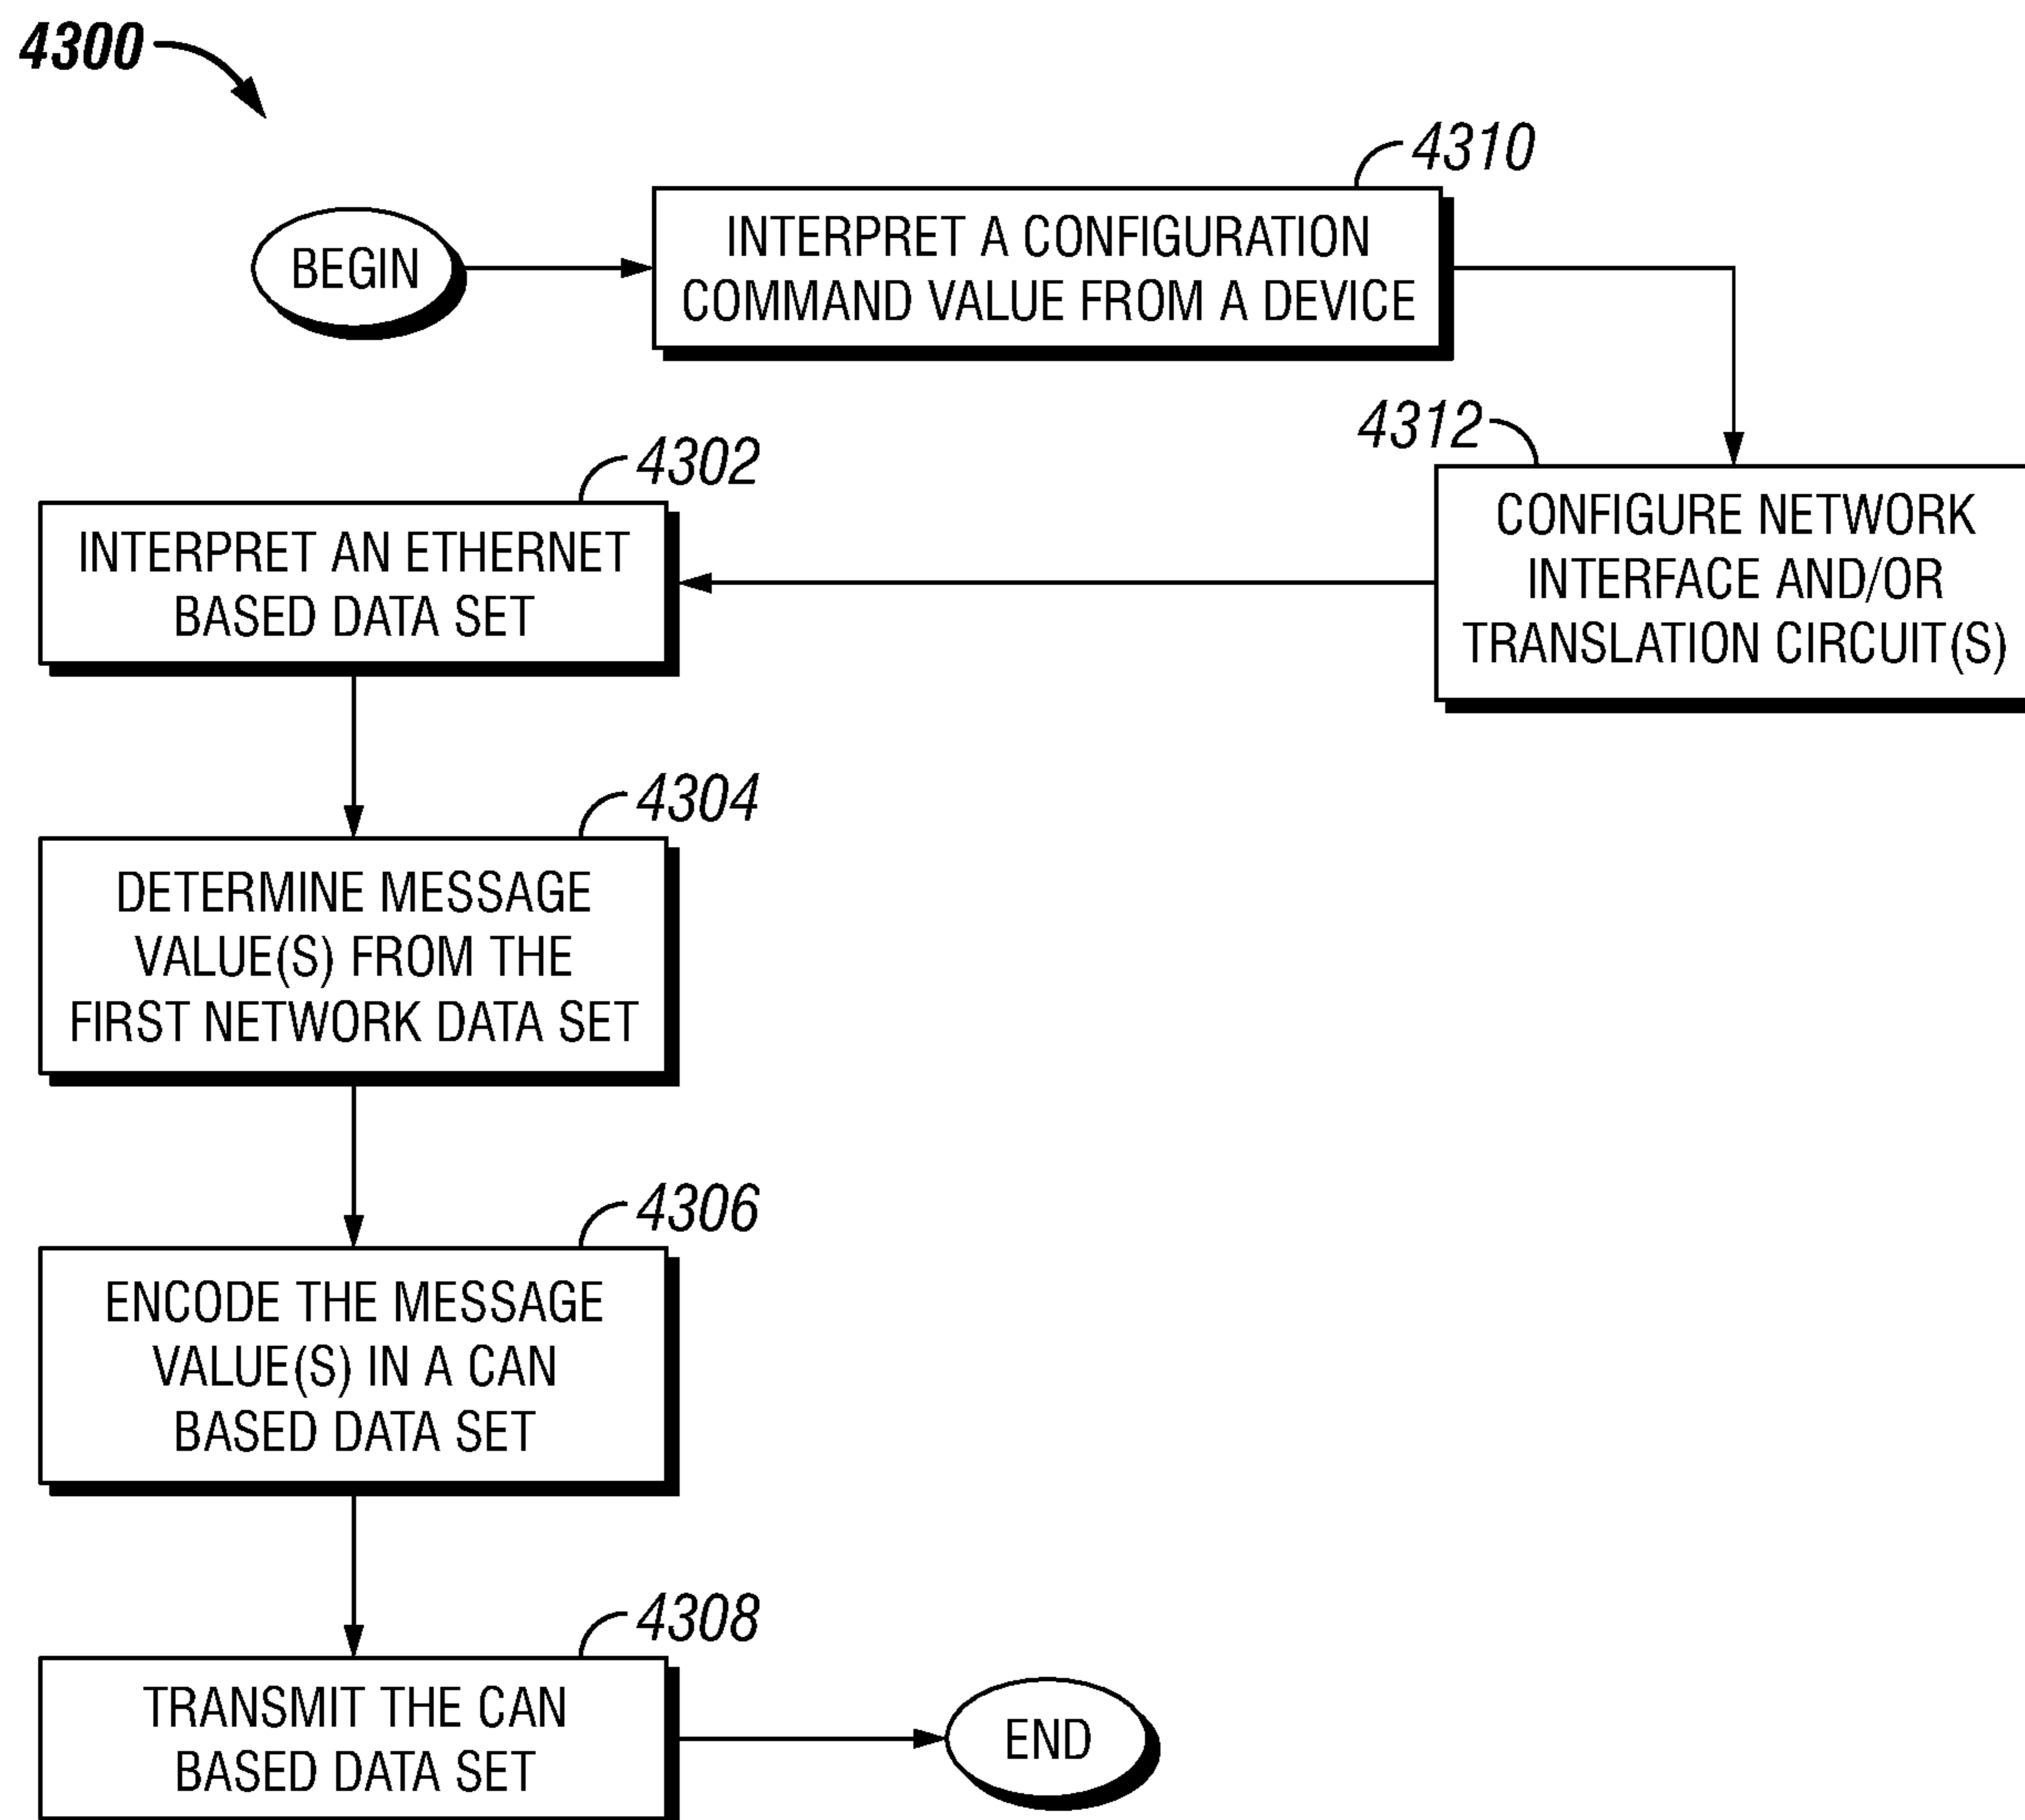 4300
4310
BEGIN
INTERPRET A CONFIGURATION
COMMAND VALUE FROM A DEVICE
4312
CONFIGURE NETWORK
INTERFACE AND/OR
TRANSLATION CIRCUIT(S)
4302
INTERPRET AN ETHERNET
BASED DATA SET
4304
DETERMINE MESSAGE
VALUE(S) FROM THE
FIRST NETWORK DATA SET
4306
ENCODE THE MESSAGE
VALUE(S) IN A CAN
BASED DATA SET
4308
TRANSMIT THE CAN
BASED DATA SET
END